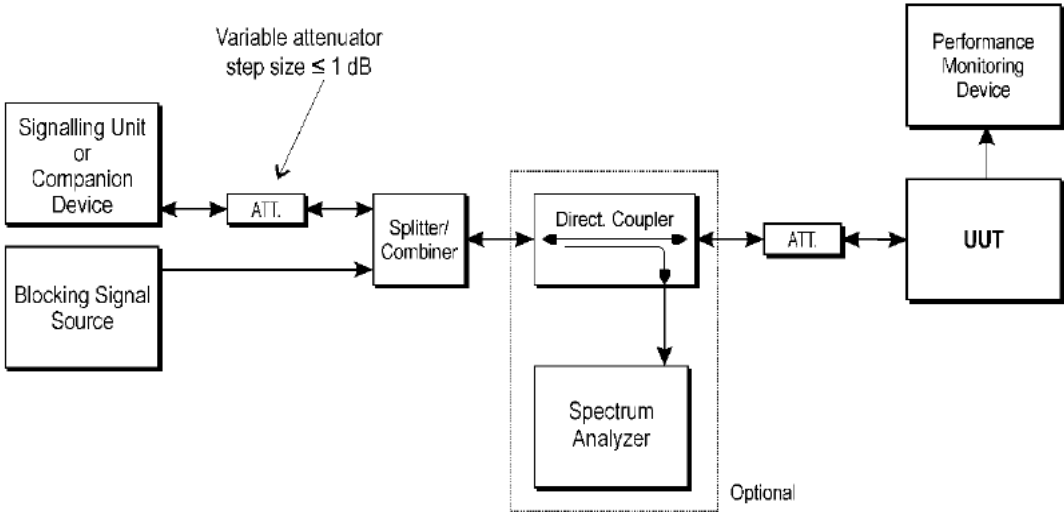 Variable attenuator
step size ≤ 1 dB
Performance
Monitoring
Device
Signalling Unit
or
Companion
Device
ATT.
Splitter/
Combiner
Direct. Coupler
ATT.
UUT
Blocking Signal
Source
Spectrum
Analyzer
Optional